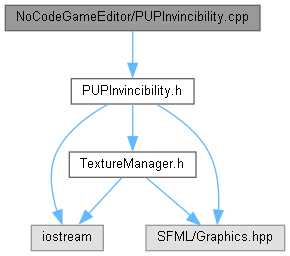 NoCodeGameEditor/PUPInvincibility.cpp
PUPInvincibility.h
TextureManager.h
iostream
SFML/Graphics.hpp